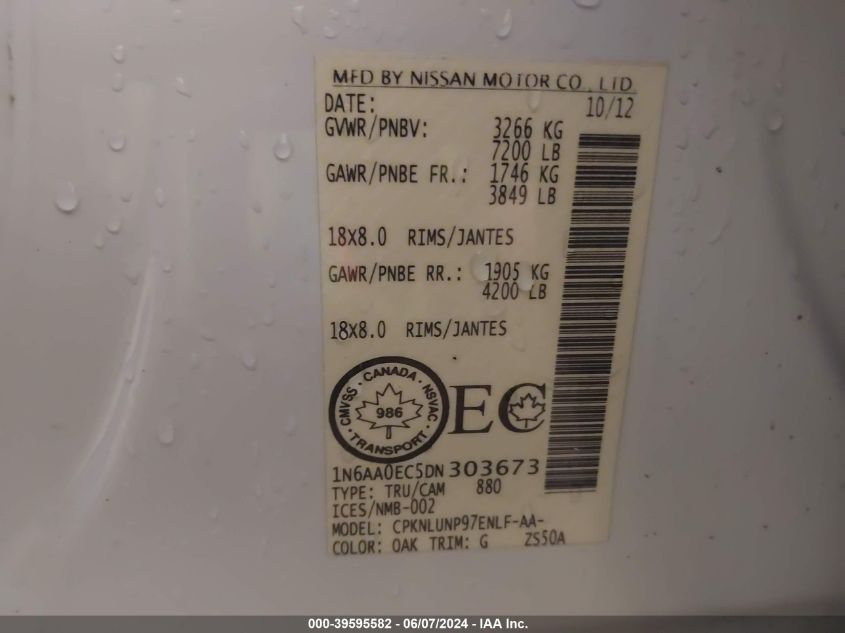 MFD BY NISSAN MOTOR CO., LTD.
DATE: 10/12
GVWR/PNBV: 3266 KG
7200 LB
GAWR/PNBE FR.: 1746 KG
3849 LB
18X8.0 RIMS/JANTES
GAWR/PNBE RR.: 1905 KG
4200 LB
18X8.0 RIMS/JANTES
CMVSS · CANADA · NSVAC · TRANSPORT ·
986
EC
1N6AA0EC5DN303673
TYPE: TRU/CAM 880
ICES/NMB-002
MODEL: CPKNLUNP97ENLF-AA-
COLOR: QAK TRIM: G ZS50A
000-39595582 - 06/07/2024 - IAA Inc.